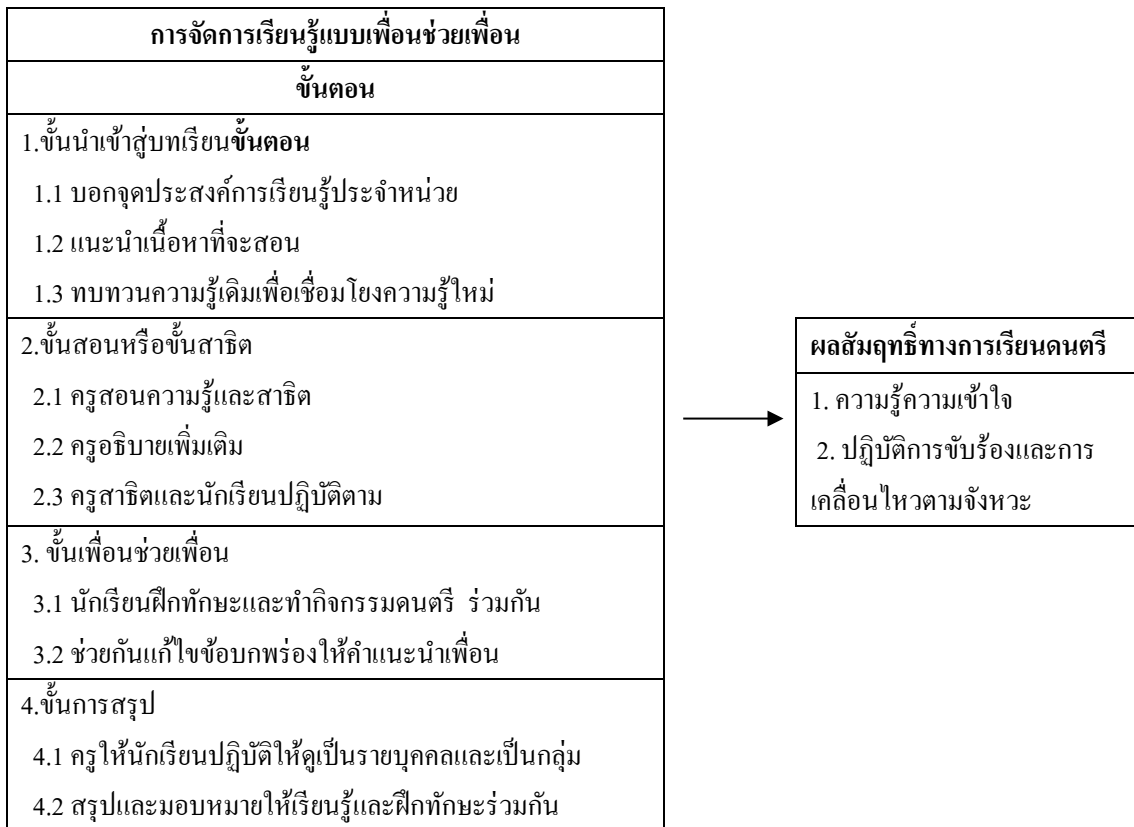 การจัดการเรียนรู้แบบเพื่อนช่วยเพื่อน
ขั้นตอน
1.ขั้นนำเข้าสู่บทเรียนขั้นตอน
1.1 บอกจุดประสงค์การเรียนรู้ประจำหน่วย
1.2 แนะนำเนื้อหาที่จะสอน
1.3 ทบทวนความรู้เดิมเพื่อเชื่อมโยงความรู้ใหม่
2.ขั้นสอนหรือขั้นสาธิต
2.1 ครูสอนความรู้และสาธิต
2.2 ครูอธิบายเพิ่มเติม
2.3 ครูสาธิตและนักเรียนปฏิบัติตาม
3. ขั้นเพื่อนช่วยเพื่อน
3.1 นักเรียนฝึกทักษะและทำกิจกรรมดนตรี ร่วมกัน
3.2 ช่วยกันแก้ไขข้อบกพร่องให้คำแนะนำเพื่อน
4.ขั้นการสรุป
4.1 ครูให้นักเรียนปฏิบัติให้ดูเป็นรายบุคคลและเป็นกลุ่ม
4.2 สรุปและมอบหมายให้เรียนรู้และฝึกทักษะร่วมกัน
ผลสัมฤทธิ์ทางการเรียนดนตรี
1. ความรู้ความเข้าใจ
2. ปฏิบัติการขับร้องและการ
เคลื่อนไหวตามจังหวะ